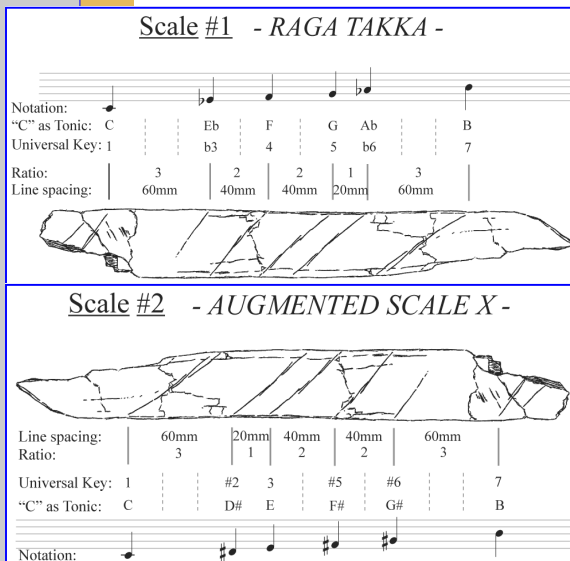 Scale #1 - RAGA TAKKA -
Notation:
“C” as Tonic: C Eb F G Ab B
Universal Key: 1 b3 4 5 b6 7
Ratio: 3 2 2 1 3
Line spacing: 60mm 40mm 40mm 20mm 60mm
Scale #2 - AUGMENTED SCALE X -
Line spacing: 60mm 20mm 40mm 40mm 60mm
Ratio: 3 1 2 2 3
Universal Key: 1 #2 3 #5 #6 7
“C” as Tonic: C D# E F# G# B
Notation: